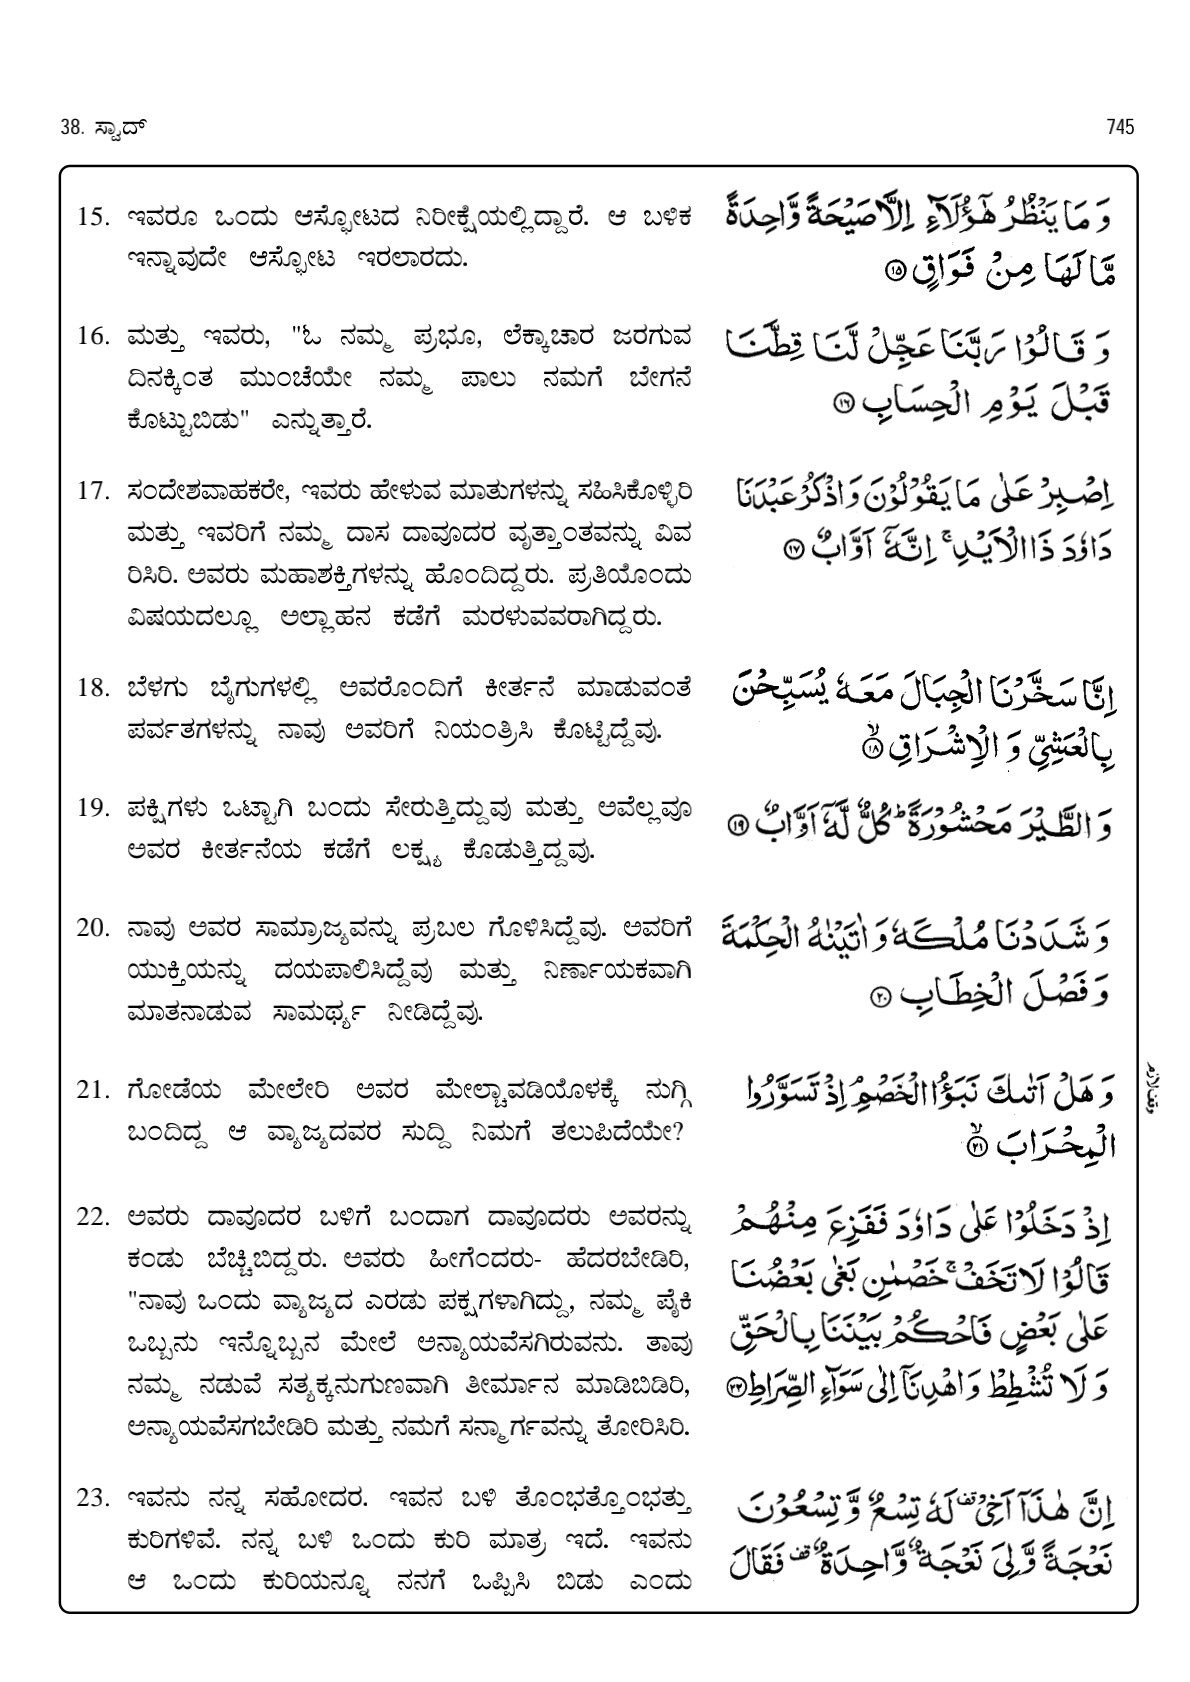 38. ಸ್ವಾದ್
745
15. ಇವರೂ ಒಂದು ಆಸ್ಫೋಟದ ನಿರೀಕ್ಷೆಯಲ್ಲಿದ್ದಾರೆ. ಆ ಬಳಿಕ
ಇನ್ನಾವುದೇ ಆಸ್ಫೋಟ ಇರಲಾರದು.
وَ مَا يَنْظُرُ هٰٓؤُلَآءِ اِلَّا صَيْحَةً وَّاحِدَةً
مَّا لَهَا مِنْ فَوَاقٍ ۝١٥
16. ಮತ್ತು ಇವರು, "ಓ ನಮ್ಮ ಪ್ರಭೂ, ಲೆಕ್ಕಾಚಾರ ಜರಗುವ
ದಿನಕ್ಕಿಂತ ಮುಂಚೆಯೇ ನಮ್ಮ ಪಾಲು ನಮಗೆ ಬೇಗನೆ
ಕೊಟ್ಟುಬಿಡು" ಎನ್ನುತ್ತಾರೆ.
وَ قَالُوْا رَبَّنَا عَجِّلْ لَّنَا قِطَّنَا
قَبْلَ يَوْمِ الْحِسَابِ ۝١٦
17. ಸಂದೇಶವಾಹಕರೇ, ಇವರು ಹೇಳುವ ಮಾತುಗಳನ್ನು ಸಹಿಸಿಕೊಳ್ಳಿರಿ
ಮತ್ತು ಇವರಿಗೆ ನಮ್ಮ ದಾಸ ದಾವೂದರ ವೃತ್ತಾಂತವನ್ನು ವಿವ
ರಿಸಿರಿ. ಅವರು ಮಹಾಶಕ್ತಿಗಳನ್ನು ಹೊಂದಿದ್ದರು. ಪ್ರತಿಯೊಂದು
ವಿಷಯದಲ್ಲೂ ಅಲ್ಲಾಹನ ಕಡೆಗೆ ಮರಳುವವರಾಗಿದ್ದರು.
اِصْبِرْ عَلٰى مَا يَقُوْلُوْنَ وَ اذْكُرْ عَبْدَنَا
دَاوٗدَ ذَا الْاَيْدِ ۚ اِنَّهٗۤ اَوَّابٌ ۝١٧
18. ಬೆಳಗು ಬೈಗುಗಳಲ್ಲಿ ಅವರೊಂದಿಗೆ ಕೀರ್ತನೆ ಮಾಡುವಂತೆ
ಪರ್ವತಗಳನ್ನು ನಾವು ಅವರಿಗೆ ನಿಯಂತ್ರಿಸಿ ಕೊಟ್ಟಿದ್ದೆವು.
اِنَّا سَخَّرْنَا الْجِبَالَ مَعَهٗ يُسَبِّحْنَ
بِالْعَشِيِّ وَ الْاِشْرَاقِ ۙ۝١٨
19. ಪಕ್ಷಿಗಳು ಒಟ್ಟಾಗಿ ಬಂದು ಸೇರುತ್ತಿದ್ದುವು ಮತ್ತು ಅವೆಲ್ಲವೂ
ಅವರ ಕೀರ್ತನೆಯ ಕಡೆಗೆ ಲಕ್ಷ್ಯ ಕೊಡುತ್ತಿದ್ದವು.
وَ الطَّيْرَ مَحْشُوْرَةً ؕ كُلٌّ لَّهٗۤ اَوَّابٌ ۝١٩
20. ನಾವು ಅವರ ಸಾಮ್ರಾಜ್ಯವನ್ನು ಪ್ರಬಲ ಗೊಳಿಸಿದ್ದೆವು. ಅವರಿಗೆ
ಯುಕ್ತಿಯನ್ನು ದಯಪಾಲಿಸಿದ್ದೆವು ಮತ್ತು ನಿರ್ಣಾಯಕವಾಗಿ
ಮಾತನಾಡುವ ಸಾಮರ್ಥ್ಯ ನೀಡಿದ್ದೆವು.
وَ شَدَدْنَا مُلْكَهٗ وَ اٰتَيْنٰهُ الْحِكْمَةَ
وَ فَصْلَ الْخِطَابِ ۝٢٠
21. ಗೋಡೆಯ ಮೇಲೇರಿ ಅವರ ಮೇಲ್ಚಾವಡಿಯೊಳಕ್ಕೆ ನುಗ್ಗಿ
ಬಂದಿದ್ದ ಆ ವ್ಯಾಜ್ಯದವರ ಸುದ್ದಿ ನಿಮಗೆ ತಲುಪಿದೆಯೇ?
وَ هَلْ اَتٰىكَ نَبَؤُا الْخَصْمِ اِذْ تَسَوَّرُوا
الْمِحْرَابَ ۙ۝٢١
وقف لازم
22. ಅವರು ದಾವೂದರ ಬಳಿಗೆ ಬಂದಾಗ ದಾವೂದರು ಅವರನ್ನು
ಕಂಡು ಬೆಚ್ಚಿಬಿದ್ದರು. ಅವರು ಹೀಗೆಂದರು- ಹೆದರಬೇಡಿರಿ,
"ನಾವು ಒಂದು ವ್ಯಾಜ್ಯದ ಎರಡು ಪಕ್ಷಗಳಾಗಿದ್ದು, ನಮ್ಮ ಪೈಕಿ
ಒಬ್ಬನು ಇನ್ನೊಬ್ಬನ ಮೇಲೆ ಅನ್ಯಾಯವೆಸಗಿರುವನು. ತಾವು
ನಮ್ಮ ನಡುವೆ ಸತ್ಯಕ್ಕನುಗುಣವಾಗಿ ತೀರ್ಮಾನ ಮಾಡಿಬಿಡಿರಿ,
ಅನ್ಯಾಯವೆಸಗಬೇಡಿರಿ ಮತ್ತು ನಮಗೆ ಸನ್ಮಾರ್ಗವನ್ನು ತೋರಿಸಿರಿ.
اِذْ دَخَلُوْا عَلٰى دَاوٗدَ فَفَزِعَ مِنْهُمْ
قَالُوْا لَا تَخَفْ ۚ خَصْمٰنِ بَغٰى بَعْضُنَا
عَلٰى بَعْضٍ فَاحْكُمْ بَيْنَنَا بِالْحَقِّ
وَ لَا تُشْطِطْ وَ اهْدِنَاۤ اِلٰى سَوَآءِ الصِّرَاطِ ۝٢٢
23. ಇವನು ನನ್ನ ಸಹೋದರ. ಇವನ ಬಳಿ ತೊಂಭತ್ತೊಂಭತ್ತು
ಕುರಿಗಳಿವೆ. ನನ್ನ ಬಳಿ ಒಂದು ಕುರಿ ಮಾತ್ರ ಇದೆ. ಇವನು
ಆ ಒಂದು ಕುರಿಯನ್ನೂ ನನಗೆ ಒಪ್ಪಿಸಿ ಬಿಡು ಎಂದು
اِنَّ هٰذَاۤ اَخِيْ ۟ لَهٗ تِسْعٌ وَّ تِسْعُوْنَ
نَعْجَةً وَّ لِيَ نَعْجَةٌ وَّاحِدَةٌ ۟ فَقَالَ